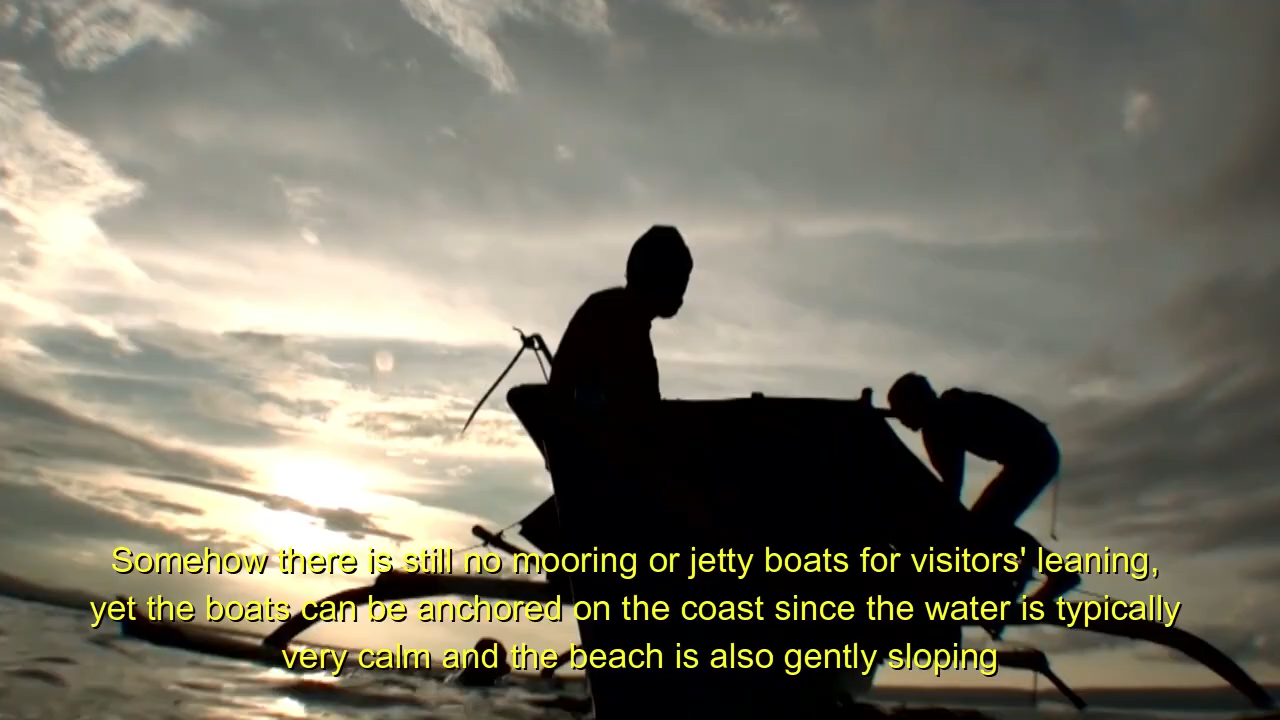 Somehow there is still no mooring or jetty boats for visitors' leaning,
yet the boats can be anchored on the coast since the water is typically
very calm and the beach is also gently sloping